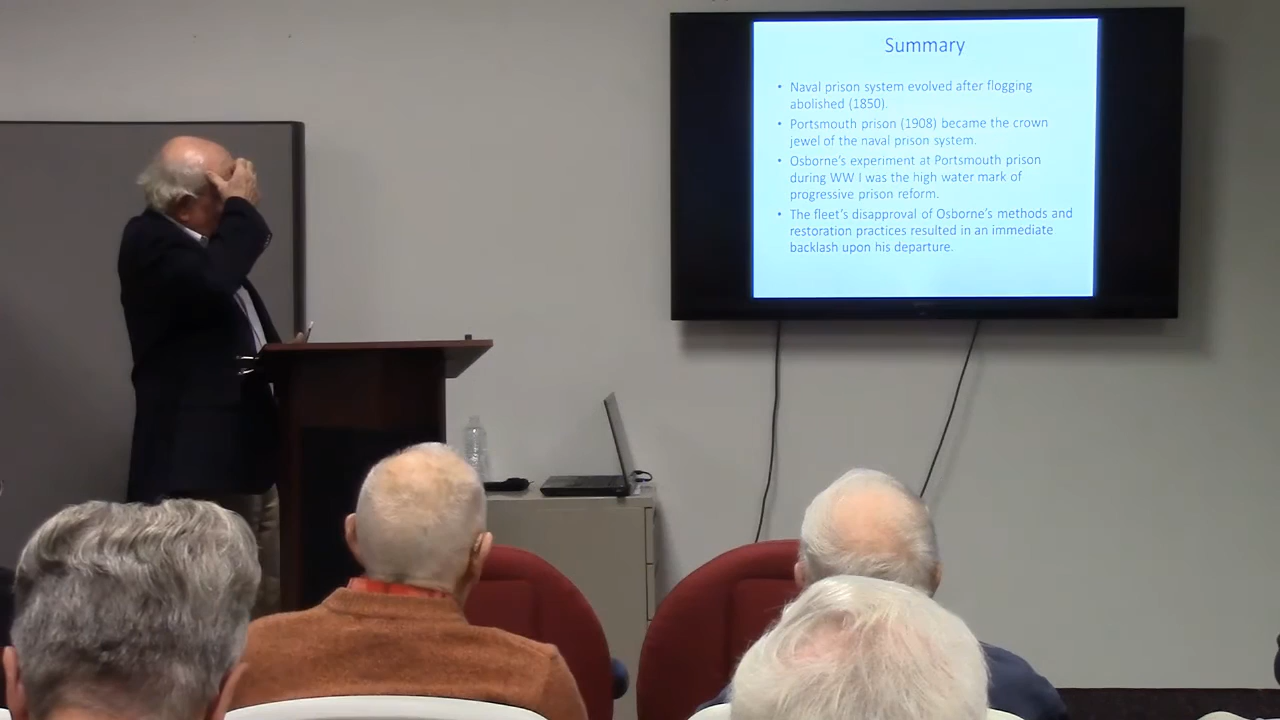 Summary
• Naval prison system evolved after flogging
abolished (1850).
• Portsmouth prison (1908) became the crown
jewel of the naval prison system.
• Osborne's experiment at Portsmouth prison
during WW I was the high water mark of
progressive prison reform.
• The fleet's disapproval of Osborne's methods and
restoration practices resulted in an immediate
backlash upon his departure.